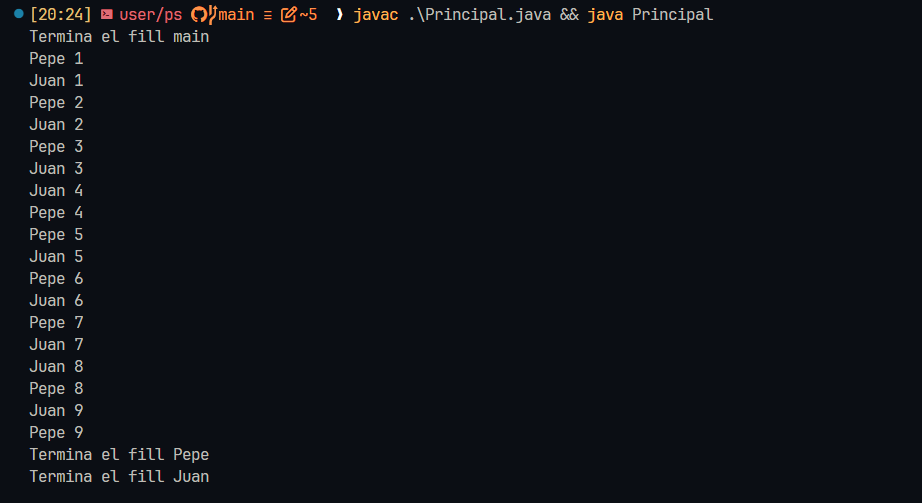 [20:24] user/ps main ≡ ~5 ❯ javac .\Principal.java && java Principal
Termina el fill main
Pepe 1
Juan 1
Pepe 2
Juan 2
Pepe 3
Juan 3
Juan 4
Pepe 4
Pepe 5
Juan 5
Pepe 6
Juan 6
Pepe 7
Juan 7
Juan 8
Pepe 8
Juan 9
Pepe 9
Termina el fill Pepe
Termina el fill Juan